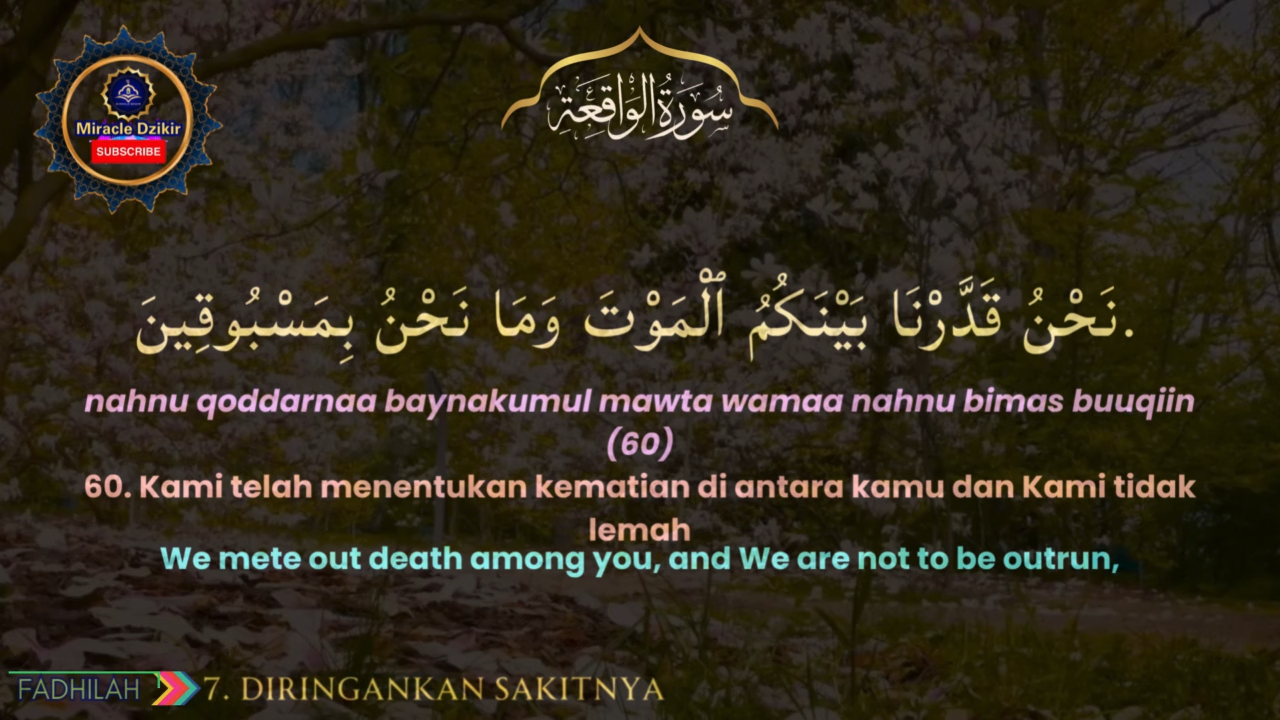 Miracle Dzikir
SUBSCRIBE
سُورَةُ الْوَاقِعَةِ
نَحْنُ قَدَّرْنَا بَيْنَكُمُ ٱلْمَوْتَ وَمَا نَحْنُ بِمَسْبُوقِينَ.
nahnu qoddarnaa baynakumul mawta wamaa nahnu bimas buuqiin
(60)
60. Kami telah menentukan kematian di antara kamu dan Kami tidak
lemah
We mete out death among you, and We are not to be outrun,
FADHILAH
7. DIRINGANKAN SAKITNYA